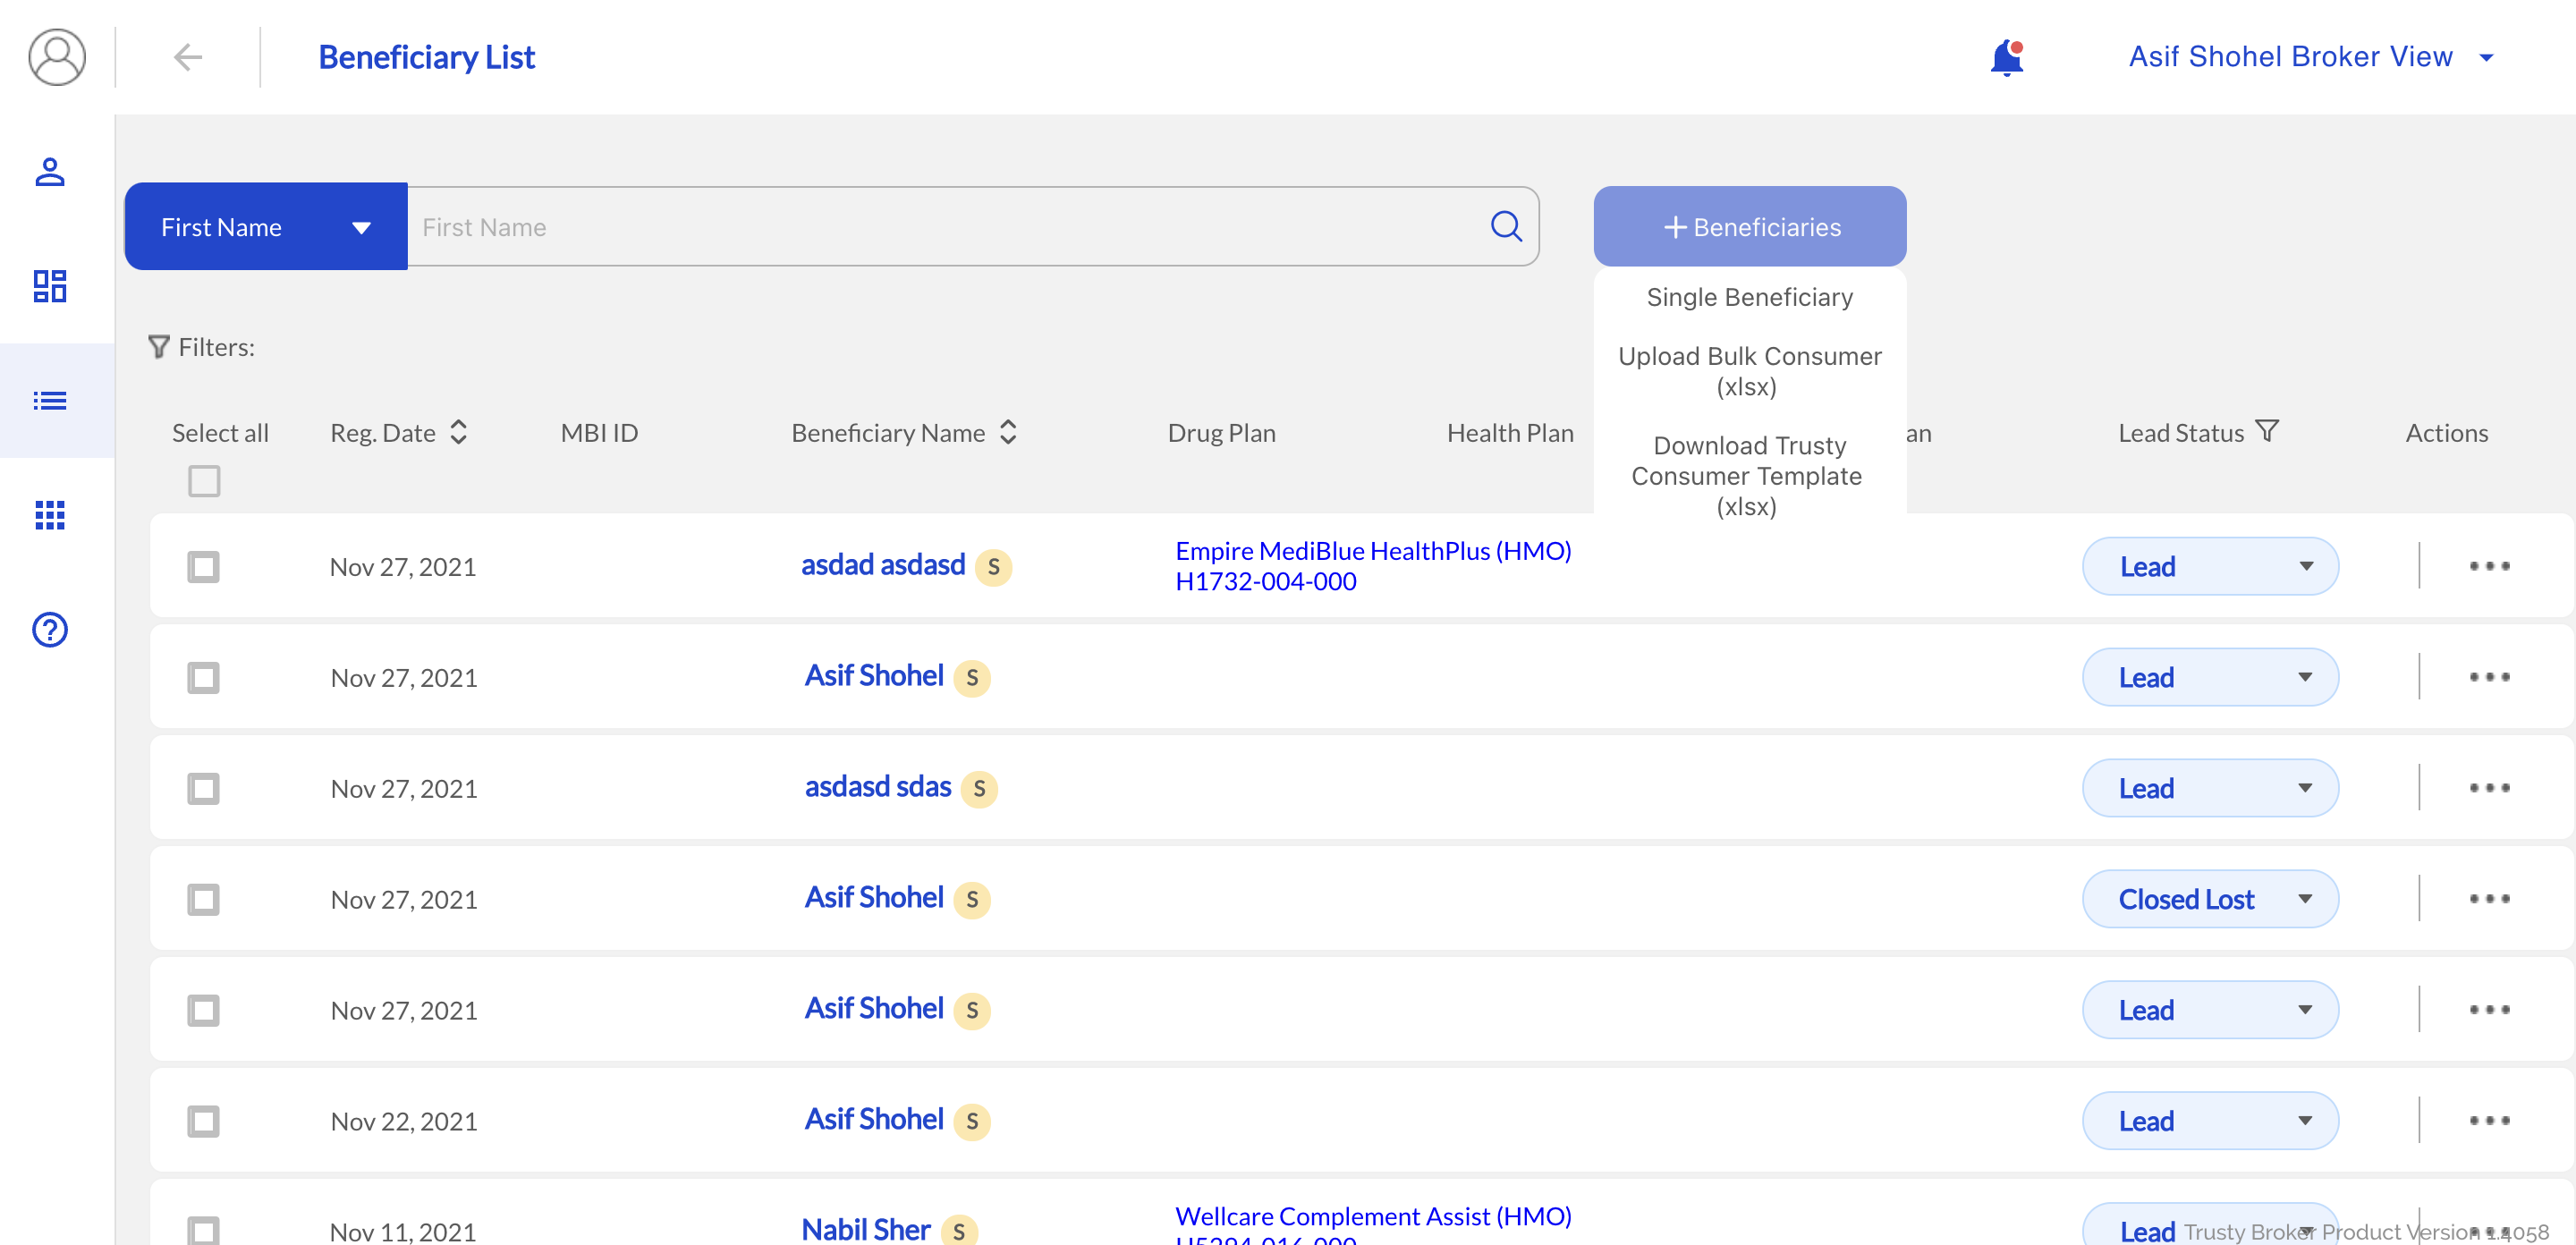 Beneficiary List
Asif Shohel Broker View
First Name
First Name
+ Beneficiaries
Single Beneficiary
Upload Bulk Consumer
(xlsx)
Download Trusty
Consumer Template
(xlsx)
Filters:
Select all Reg. Date MBI ID Beneficiary Name Drug Plan Health Plan an Lead Status Actions
Nov 27, 2021 asdad asdasd S Empire MediBlue HealthPlus (HMO) Lead
H1732-004-000
Nov 27, 2021 Asif Shohel S Lead
Nov 27, 2021 asdasd sdas S Lead
Nov 27, 2021 Asif Shohel S Closed Lost
Nov 27, 2021 Asif Shohel S Lead
Nov 22, 2021 Asif Shohel S Lead
Nov 11, 2021 Nabil Sher S Wellcare Complement Assist (HMO) Lead
Trusty Broker Product Version 1.4058